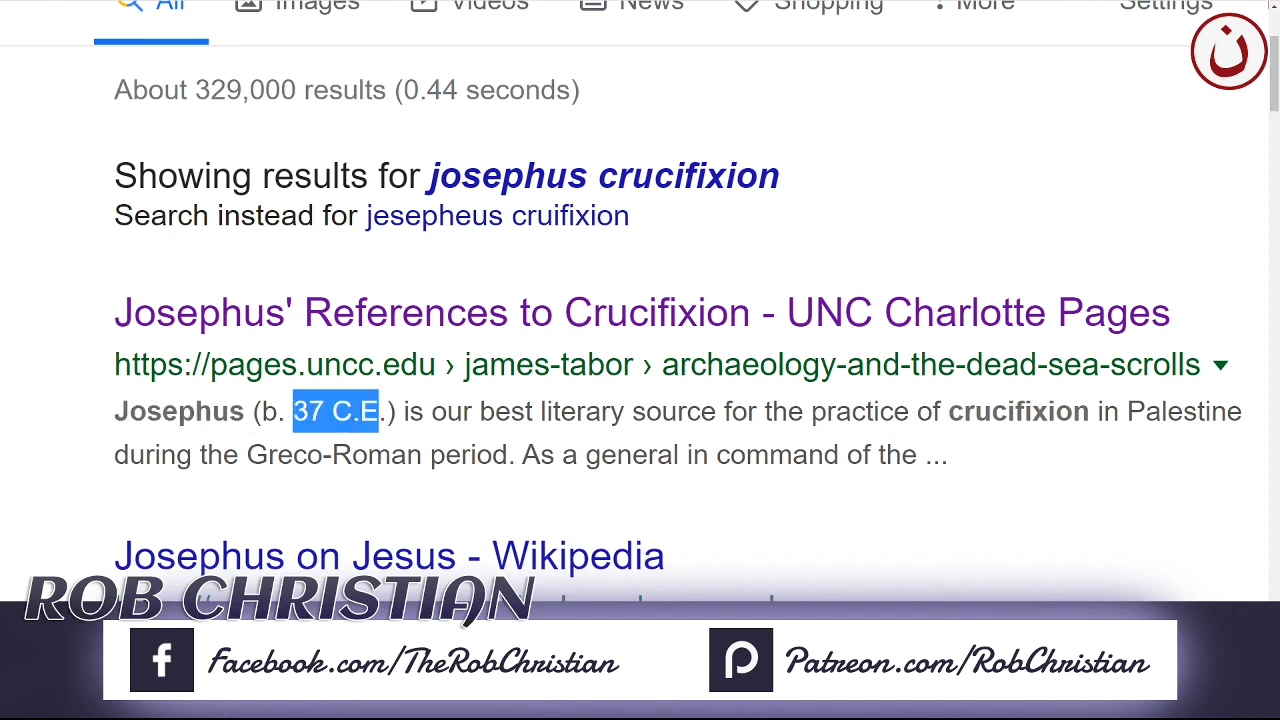 All Images Videos News Shopping More Settings
ن
About 329,000 results (0.44 seconds)
Showing results for josephus crucifixion
Search instead for jesepheus cruifixion
Josephus' References to Crucifixion - UNC Charlotte Pages
https://pages.uncc.edu › james-tabor › archaeology-and-the-dead-sea-scrolls
Josephus (b. 37 C.E.) is our best literary source for the practice of crucifixion in Palestine
during the Greco-Roman period. As a general in command of the ...
Josephus on Jesus - Wikipedia
ROB CHRISTIAN
Facebook.com/TheRobChristian
Patreon.com/RobChristian